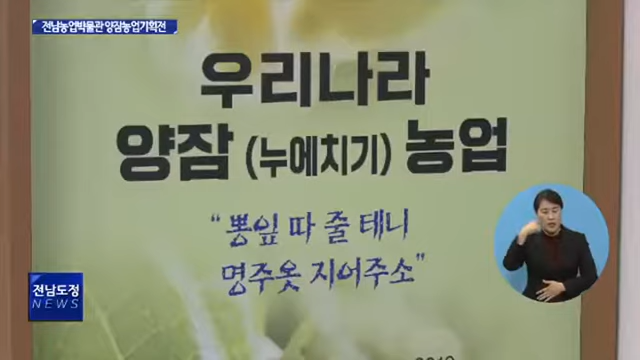 전남농업박물관 양잠농업기획전
우리나라
양잠 (누에치기) 농업
"뽕잎 따 줄 테니
명주옷 지어주소"
전남도정
NEWS